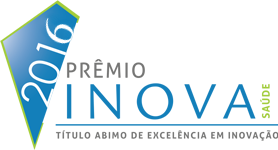 2016
PRÊMIO
INOVA
SAÚDE
TÍTULO ABIMO DE EXCELÊNCIA EM INOVAÇÃO